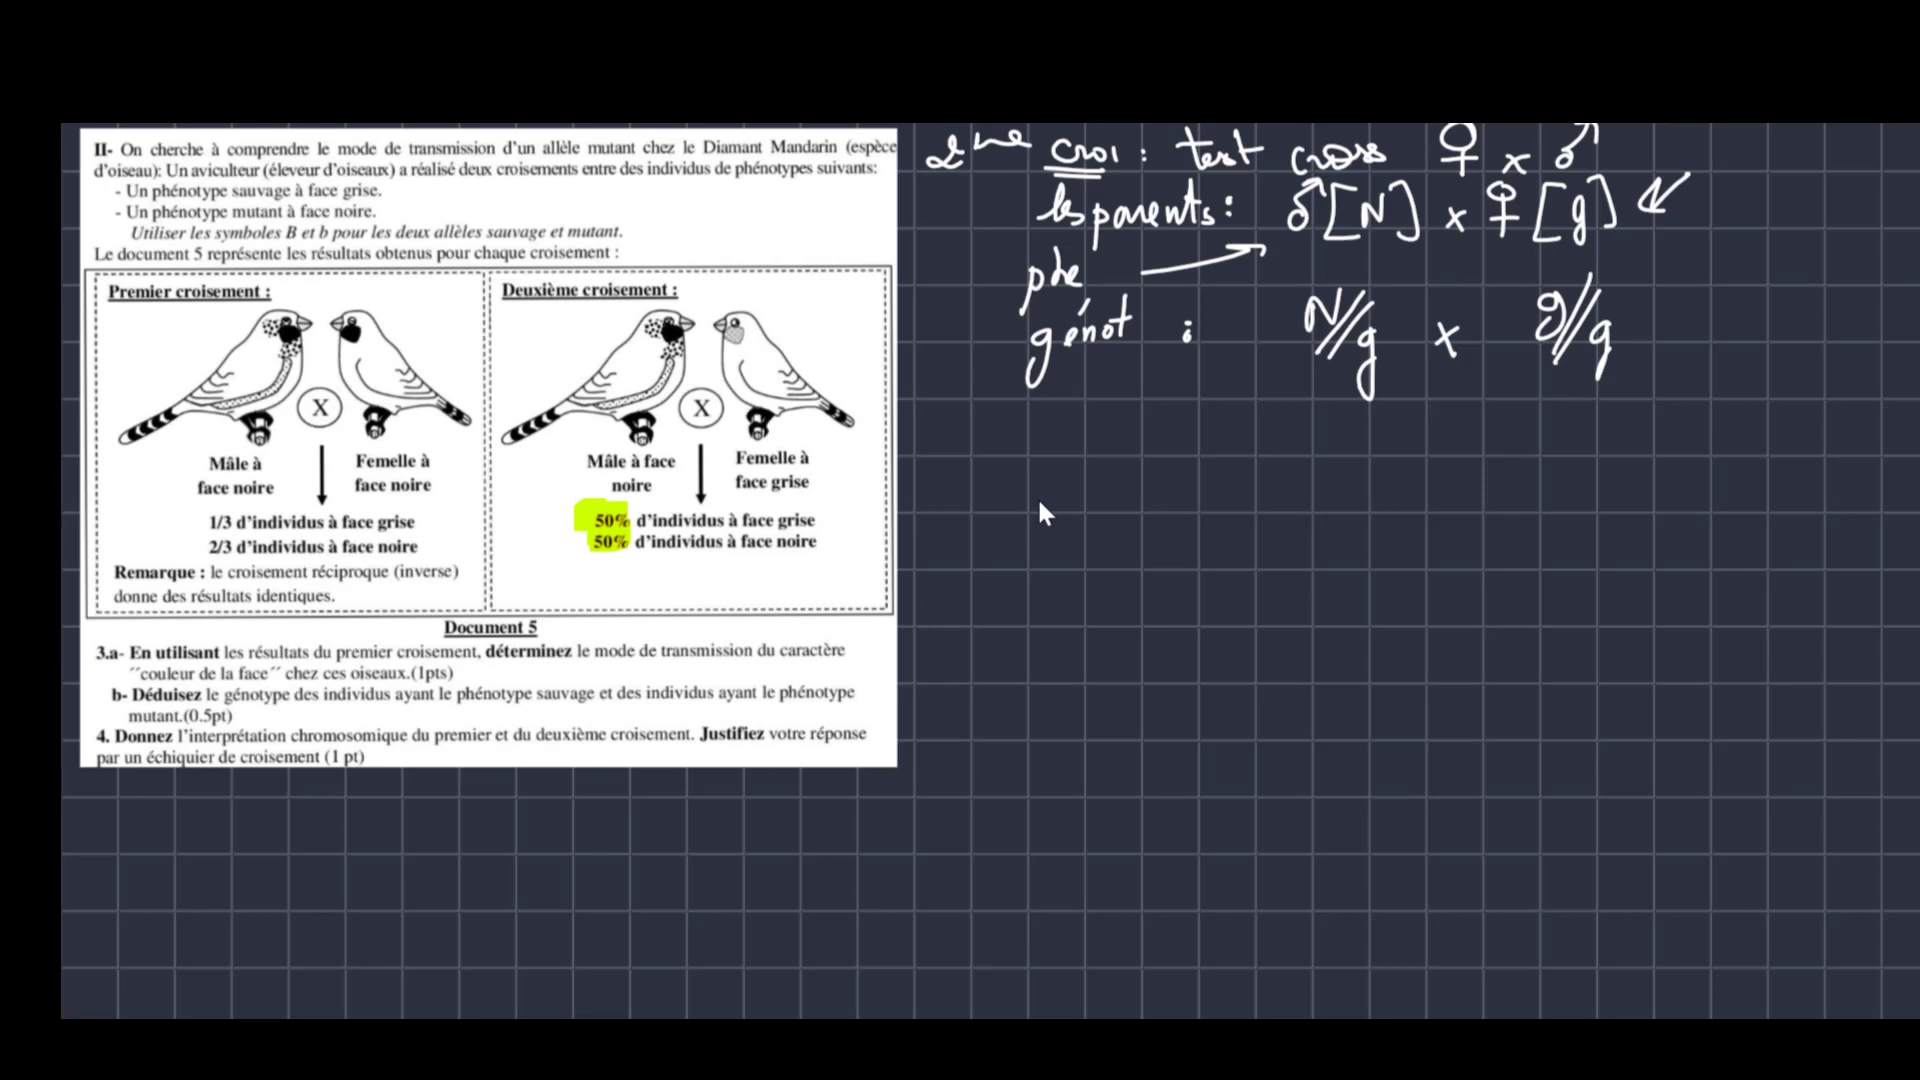 II- On cherche à comprendre le mode de transmission d'un allèle mutant chez le Diamant Mandarin (espèce
d'oiseau): Un aviculteur (éleveur d'oiseaux) a réalisé deux croisements entre des individus de phénotypes suivants:
- Un phénotype sauvage à face grise.
- Un phénotype mutant à face noire.
Utiliser les symboles B et b pour les deux allèles sauvage et mutant.
Le document 5 représente les résultats obtenus pour chaque croisement :
Premier croisement :
X
Mâle à
face noire
Femelle à
face noire
1/3 d'individus à face grise
2/3 d'individus à face noire
Remarque : le croisement réciproque (inverse)
donne des résultats identiques.
Deuxième croisement :
X
Mâle à face
noire
Femelle à
face grise
50% d'individus à face grise
50% d'individus à face noire
Document 5
3.a- En utilisant les résultats du premier croisement, déterminez le mode de transmission du caractère
´´couleur de la face´´ chez ces oiseaux.(1pts)
b- Déduisez le génotype des individus ayant le phénotype sauvage et des individus ayant le phénotype
mutant.(0.5pt)
4. Donnez l'interprétation chromosomique du premier et du deuxième croisement. Justifiez votre réponse
par un échiquier de croisement (1 pt)
2me croi : test cross ♀ x ♂
les parents : ♂[N] x ♀[g]
phe
génot : N//g x g//g